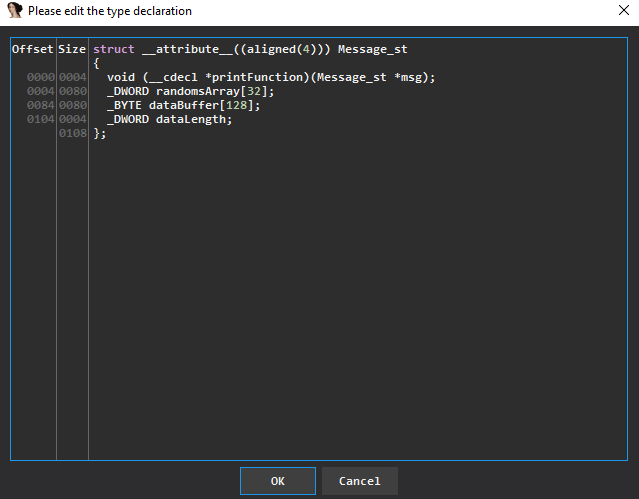 Please edit the type declaration
Offset Size struct __attribute__((aligned(4))) Message_st
{
0000 0004 void (__cdecl *printFunction)(Message_st *msg);
0004 0080 _DWORD randomsArray[32];
0084 0080 _BYTE dataBuffer[128];
0104 0004 _DWORD dataLength;
0108 };
OK Cancel